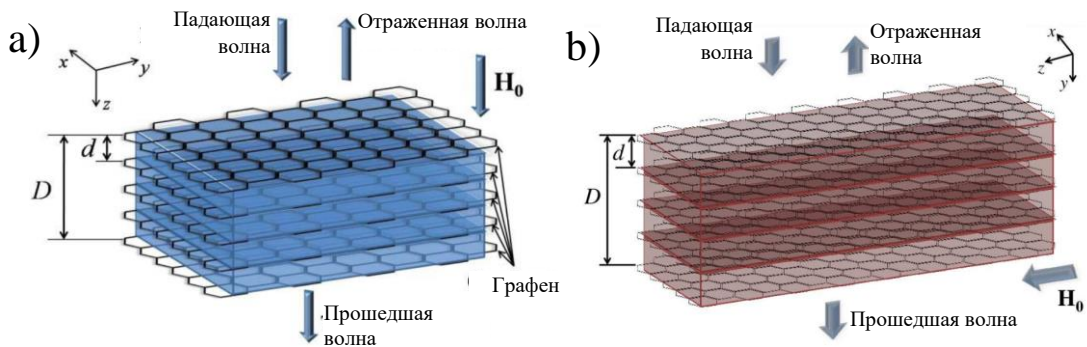 a)
Падающая
волна
Отраженная волна
x
y
z
H₀
d
D
Графен
Прошедшая
волна
b)
Падающая
волна
Отраженная
волна
x
z
y
d
D
H₀
Прошедшая волна